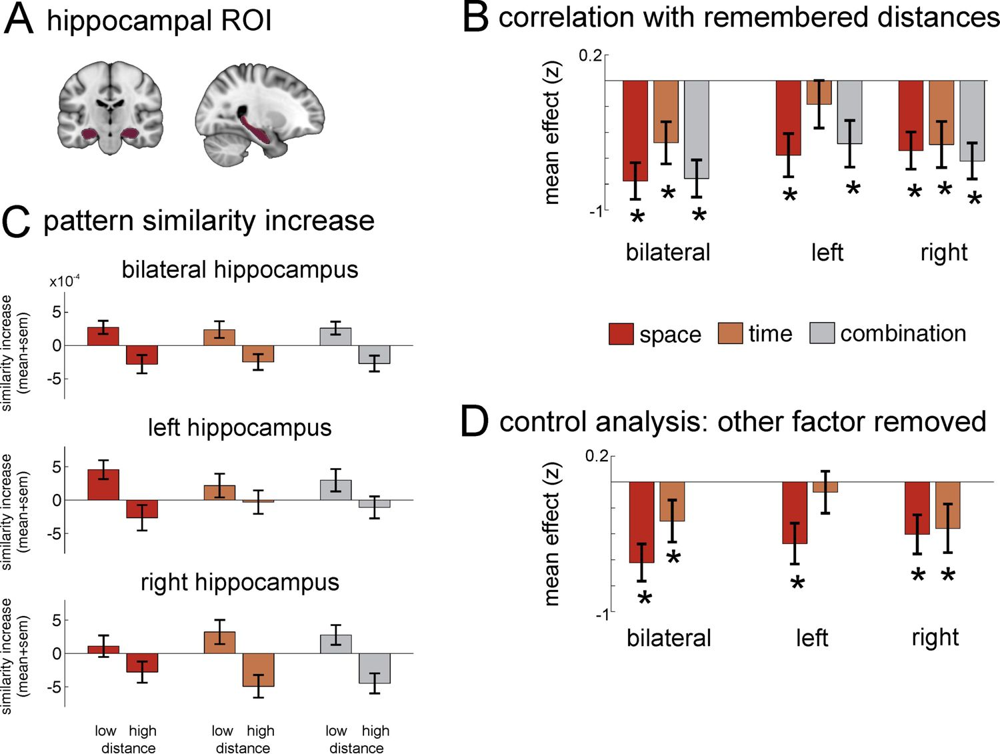 A hippocampal ROI
B correlation with remembered distances
0.2
mean effect (z)
-1
* * * * * * * *
bilateral left right
space time combination
C pattern similarity increase
bilateral hippocampus
x10-4
similarity increase
(mean+sem)
5
0
-5
left hippocampus
similarity increase
(mean+sem)
5
0
-5
right hippocampus
similarity increase
(mean+sem)
5
0
-5
low high low high low high
distance distance distance
D control analysis: other factor removed
0.2
mean effect (z)
-1
* * * * *
bilateral left right